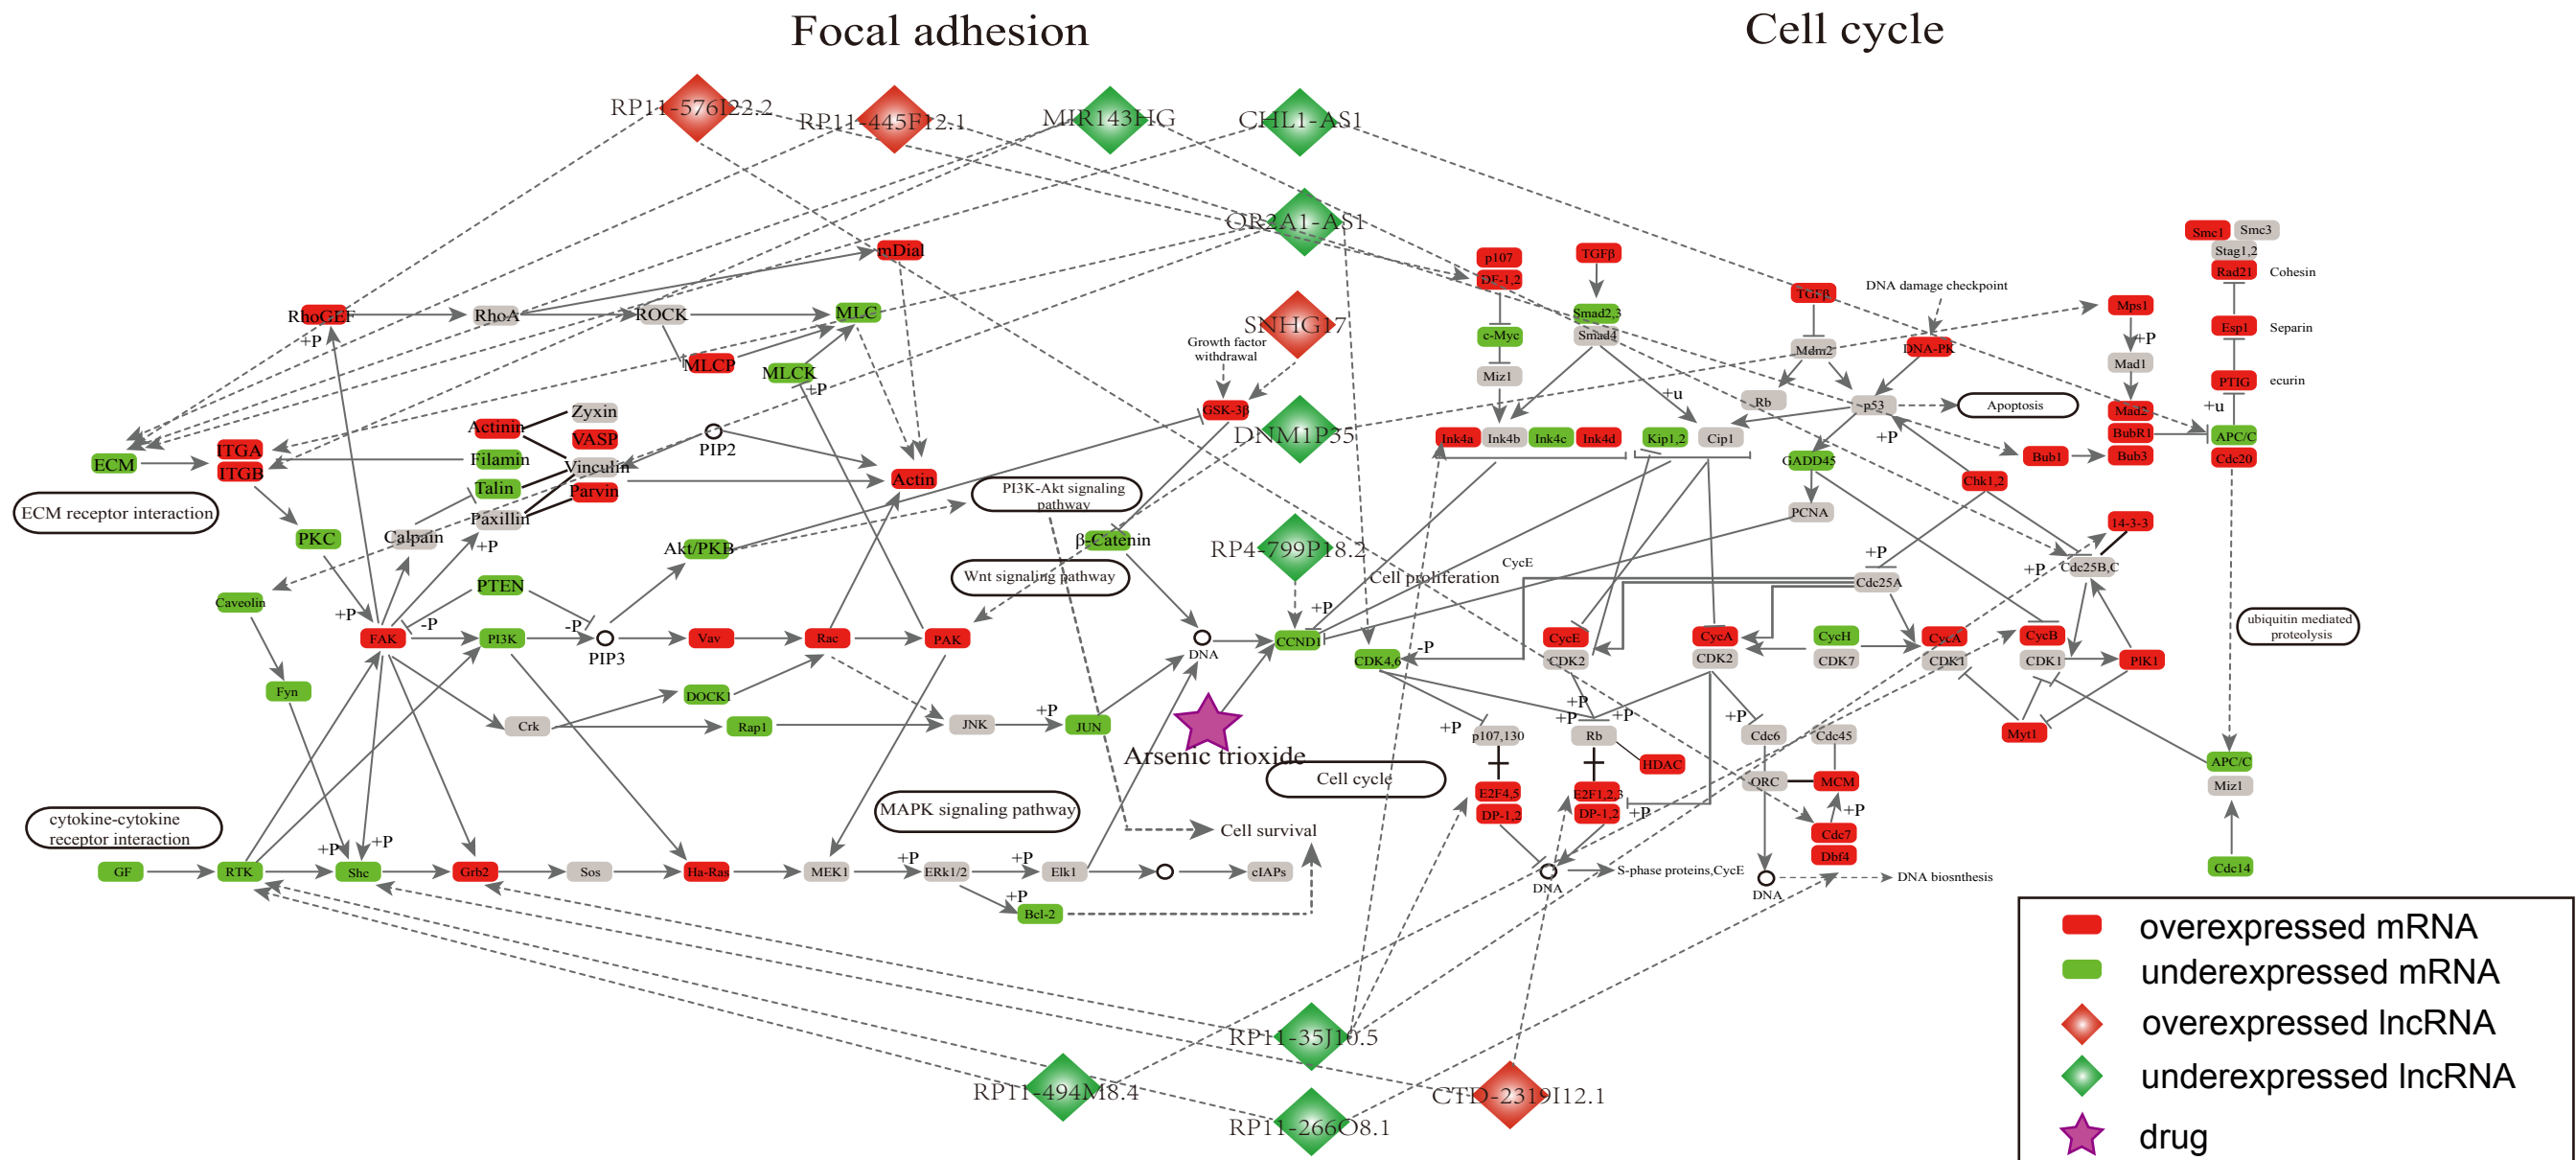 Focal adhesion
Cell cycle
RP11-576I22.2
RP11-445F12.1
MIR143HG
CHL1-AS1
OR2A1-AS1
SNHG17
DNM1P35
RP4-799P18.2
mDial
RhoGEF
+P
RhoA
ROCK
MLC
MLCP
MLCK
+P
Growth factor
withdrawal
GSK-3β
Zyxin
Actinin
VASP
Filamin
Vinculin
Talin
Parvin
Paxillin
+P
PIP2
Actin
ITGA
ITGB
ECM
ECM receptor interaction
PKC
Calpain
Akt/PKB
PI3K-Akt signaling
pathway
β-Catenin
Wnt signaling pathway
PTEN
Caveolin
+P
FAK
-P
PI3K
-P
PIP3
Vav
Rac
PAK
DNA
CCND1
+P
Cell proliferation
CycE
Fyn
DOCK1
Crk
Rap1
JNK
+P
JUN
Arsenic trioxide
Cell cycle
MAPK signaling pathway
Cell survival
cytokine-cytokine
receptor interaction
GF
RTK
+P
+P
Shc
Grb2
Sos
Ha-Ras
MEK1
+P
ERk1/2
+P
Elk1
cIAPs
+P
Bcl-2
p107
DF-1,2
c-Myc
Miz1
TGFβ
Smad2,3
Smad4
+u
Ink4a
Ink4b
Ink4c
Ink4d
Kip1,2
Cip1
TGFβ
DNA damage checkpoint
Mdm2
DNA-PK
Rb
p53
Apoptosis
+P
GADD45
PCNA
Chk1,2
Bub1
Mps1
+P
Mad1
Mad2
BubR1
Bub3
Smc1
Smc3
Stag1,2
Rad21
Cohesin
Esp1
Separin
PTIG
ecurin
+u
APC/C
Cdc20
14-3-3
+P
Cdc25B,C
+P
Cdc25A
ubiquitin mediated
proteolysis
CDK4,6
-P
CycE
CDK2
CycA
CDK2
CycH
CDK7
CycA
CDK1
CycB
CDK1
PlK1
Myt1
+P
p107,130
+P
+P
+P
Rb
HDAC
+P
Cdc6
Cdc45
ORC
MCM
+P
Cdc7
Dbf4
E2F4,5
DP-1,2
E2F1,2,3
DP-1,2
+P
DNA
S-phase proteins,CycE
DNA
DNA biosnthesis
APC/C
Miz1
Cdc14
RP11-35J10.5
RP11-494M8.4
RP11-266O8.1
CTD-2319I12.1
overexpressed mRNA
underexpressed mRNA
overexpressed lncRNA
underexpressed lncRNA
drug